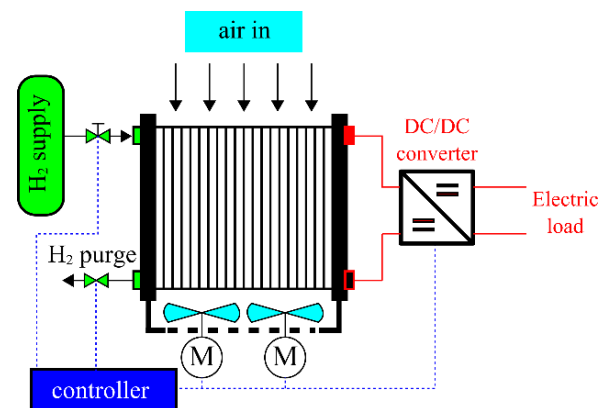 air in
H₂ supply
DC/DC
converter
Electric
load
H₂ purge
M
M
controller